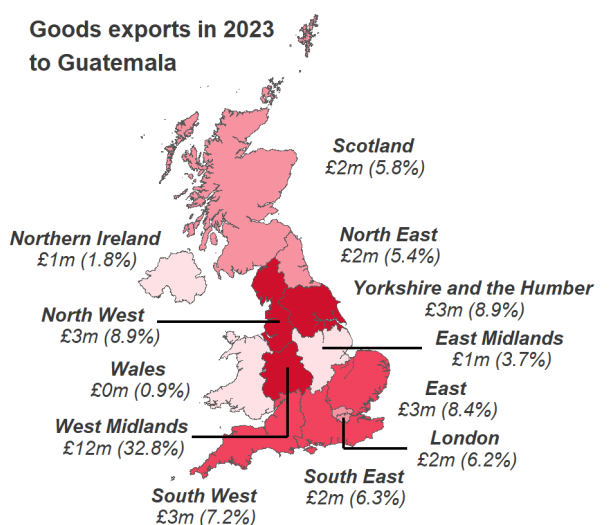 Goods exports in 2023
to Guatemala
Scotland
£2m (5.8%)
Northern Ireland
£1m (1.8%)
North East
£2m (5.4%)
Yorkshire and the Humber
£3m (8.9%)
North West
£3m (8.9%)
East Midlands
£1m (3.7%)
Wales
£0m (0.9%)
East
£3m (8.4%)
West Midlands
£12m (32.8%)
London
£2m (6.2%)
South East
£2m (6.3%)
South West
£3m (7.2%)